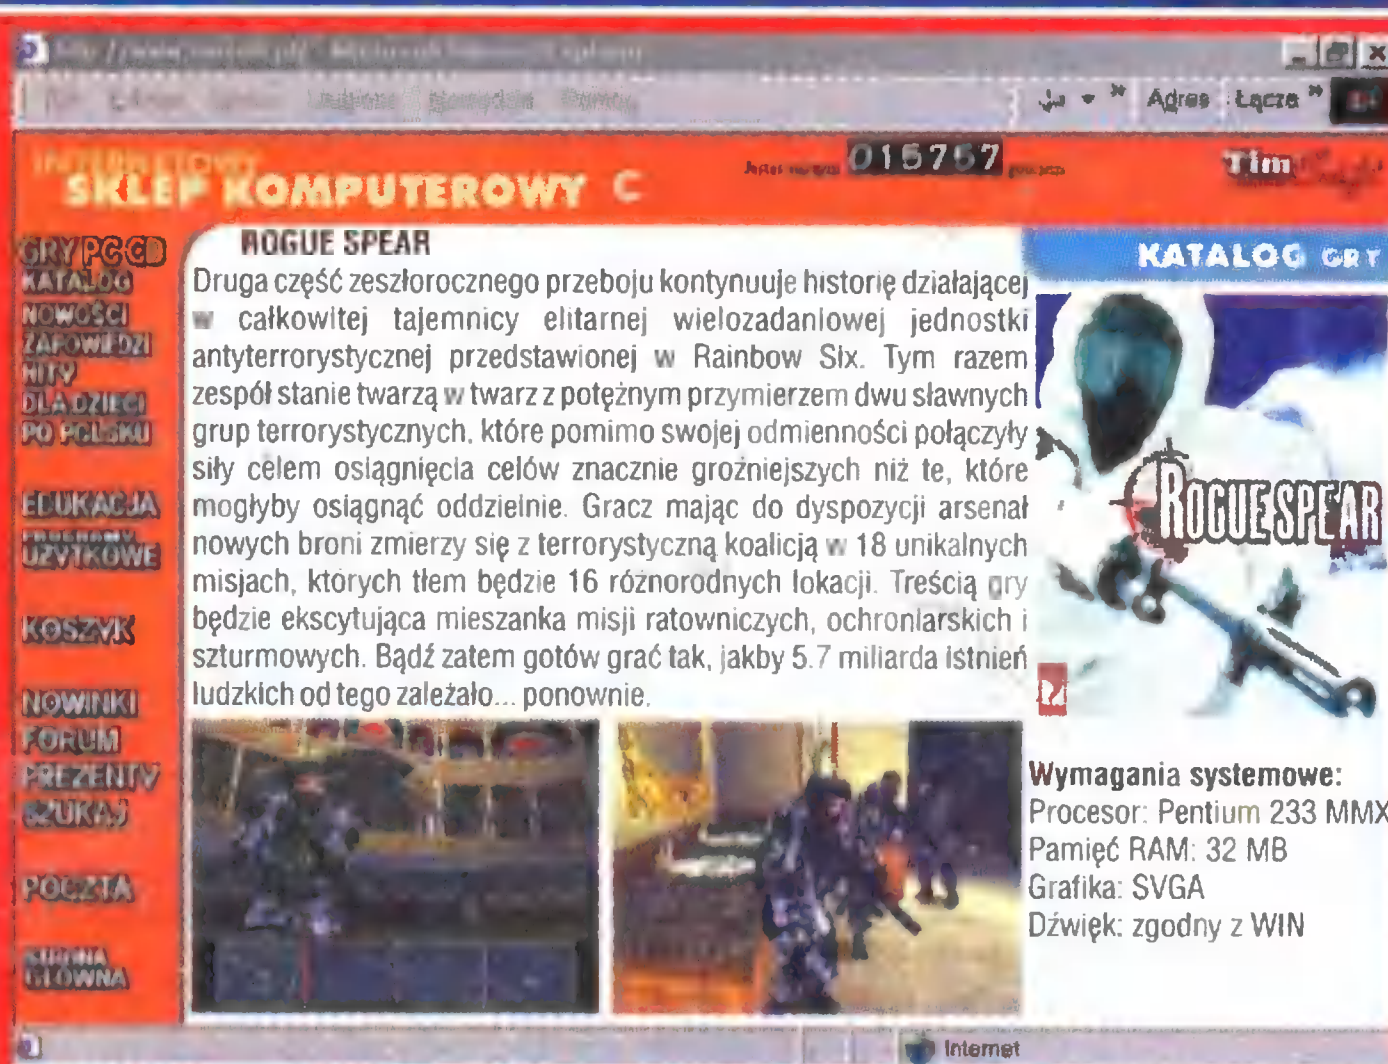 Adres Łącza
INTERNETOWY
SKLEP KOMPUTEROWY C
015757
Tim
GRY PC CD
KATALOG
NOWOŚCI
ZAPOWIEDZI
HITY
DLA DZIECI
PO POLSKU
EDUKACJA
PROGRAMY
UŻYTKOWE
KOSZYK
NOWINKI
FORUM
PREZENTY
SZUKAJ
POCZTA
STRONA
GŁÓWNA
ROGUE SPEAR
Druga część zeszłorocznego przeboju kontynuuje historię działającej
w całkowitej tajemnicy elitarnej wielozadaniowej jednostki
antyterrorystycznej przedstawionej w Rainbow Six. Tym razem
zespół stanie twarzą w twarz z potężnym przymierzem dwu sławnych
grup terrorystycznych, które pomimo swojej odmienności połączyły
siły celem osiągnięcia celów znacznie groźniejszych niż te, które
mogłyby osiągnąć oddzielnie. Gracz mając do dyspozycji arsenał
nowych broni zmierzy się z terrorystyczną koalicją w 18 unikalnych
misjach, których tłem będzie 16 różnorodnych lokacji. Treścią gry
będzie ekscytująca mieszanka misji ratowniczych, ochroniarskich i
szturmowych. Bądź zatem gotów grać tak, jakby 5.7 miliarda istnień
ludzkich od tego zależało... ponownie.
KATALOG GRY
ROGUE SPEAR
Wymagania systemowe:
Procesor: Pentium 233 MMX
Pamięć RAM: 32 MB
Grafika: SVGA
Dźwięk: zgodny z WIN
Internet